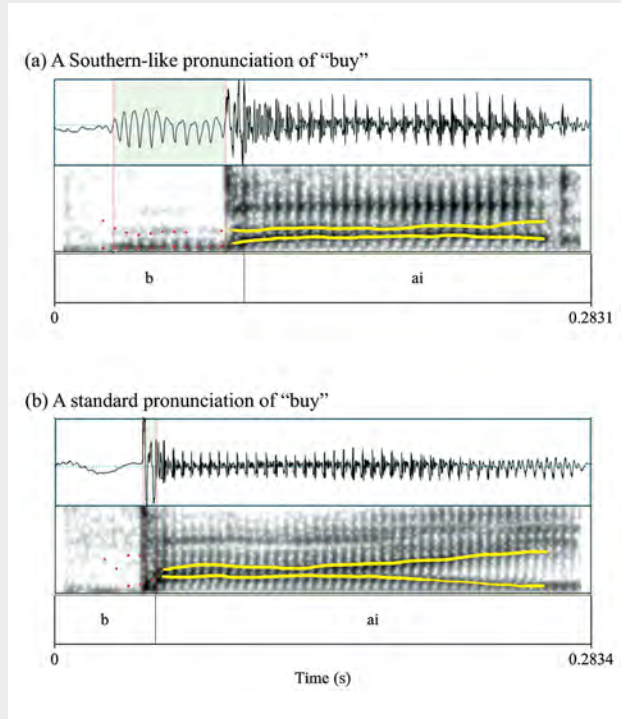 (a) A Southern-like pronunciation of “buy”
b ai
0 0.2831
(b) A standard pronunciation of “buy”
b ai
0 0.2834
Time (s)